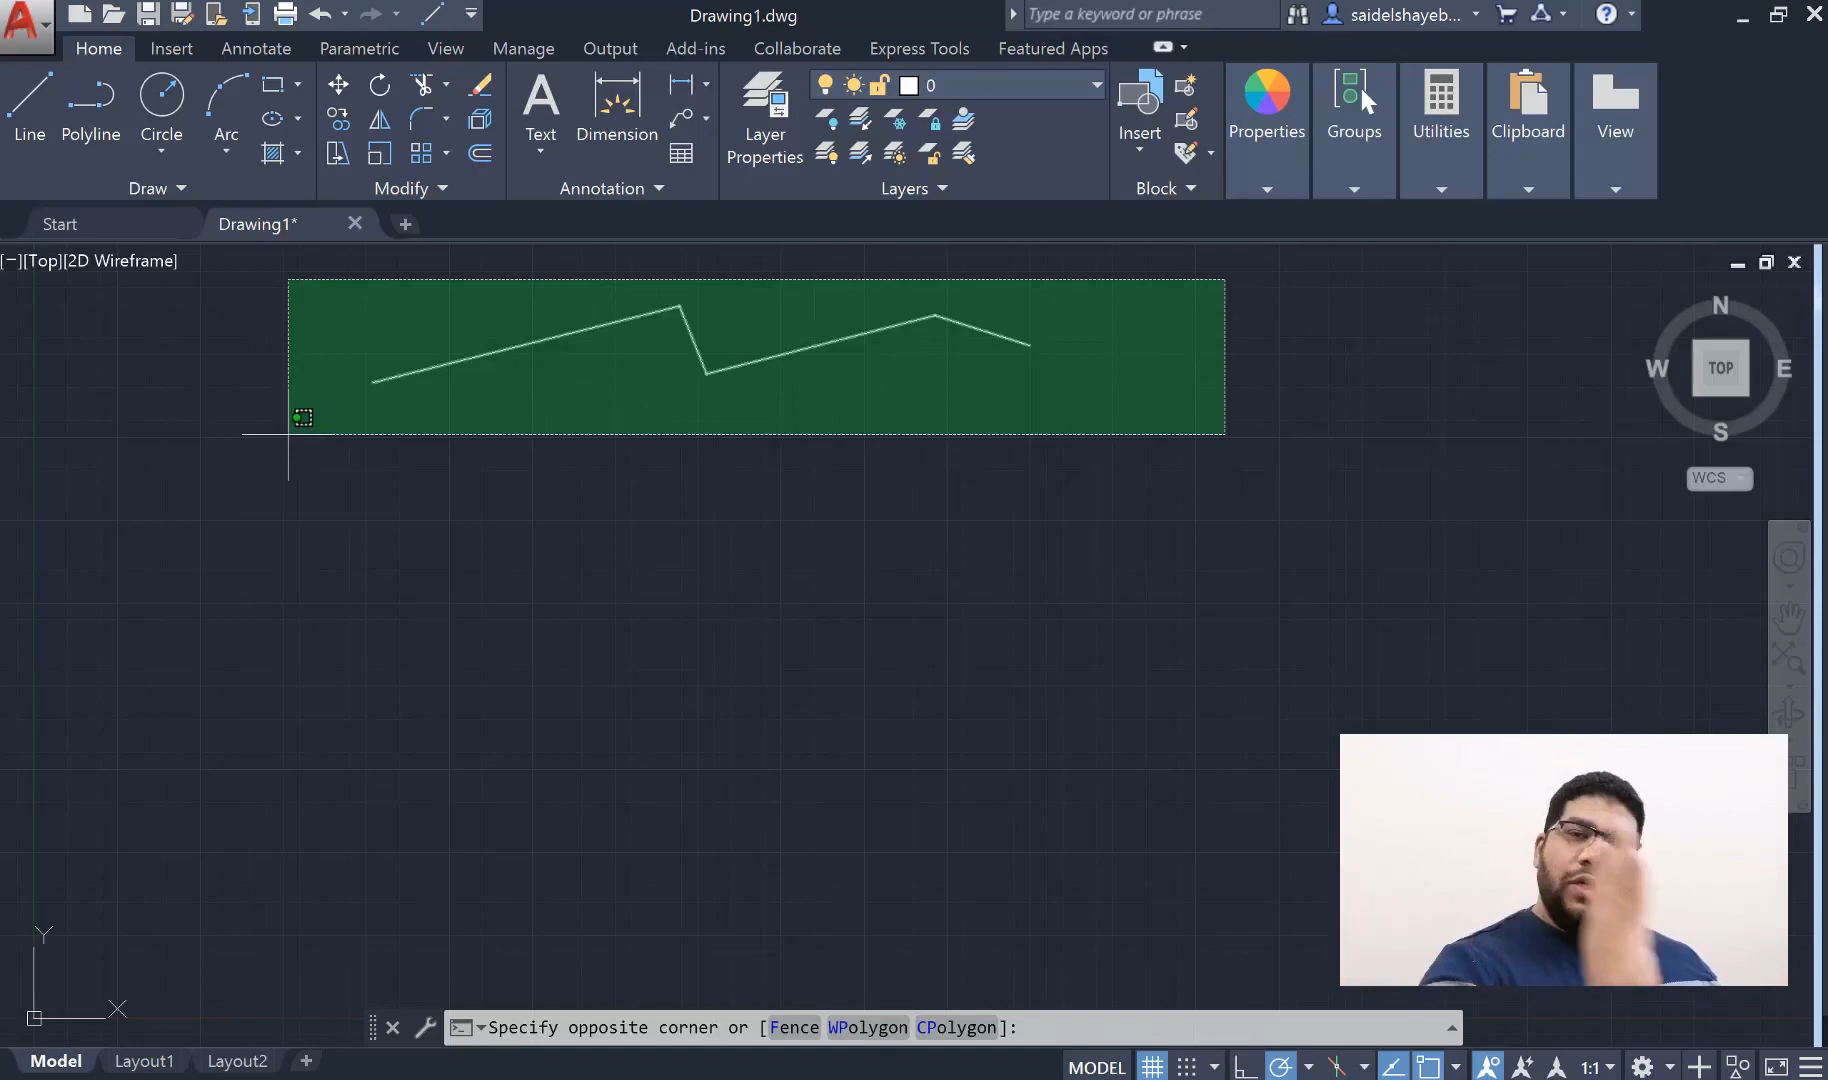 Drawing1.dwg
Type a keyword or phrase
saidelshayeb...
Home Insert Annotate Parametric View Manage Output Add-ins Collaborate Express Tools Featured Apps
0
Line Polyline Circle Arc Text Dimension Layer Properties Insert Properties Groups Utilities Clipboard View
Draw Modify Annotation Layers Block
Start Drawing1*
[−][Top][2D Wireframe]
N
W TOP E
S
WCS
Y
X
Specify opposite corner or [Fence WPolygon CPolygon]:
Model Layout1 Layout2
MODEL 1:1